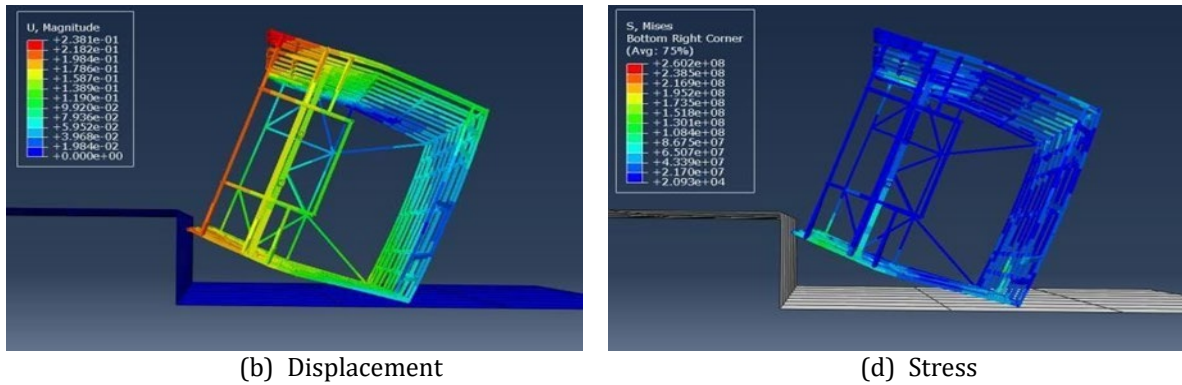 U, Magnitude
+2.381e-01
+2.182e-01
+1.984e-01
+1.786e-01
+1.587e-01
+1.389e-01
+1.190e-01
+9.920e-02
+7.936e-02
+5.952e-02
+3.968e-02
+1.984e-02
+0.000e+00
S, Mises
Bottom Right Corner
(Avg: 75%)
+2.602e+08
+2.385e+08
+2.169e+08
+1.952e+08
+1.735e+08
+1.518e+08
+1.301e+08
+1.084e+08
+8.675e+07
+6.507e+07
+4.339e+07
+2.170e+07
+2.093e+04
(b) Displacement
(d) Stress